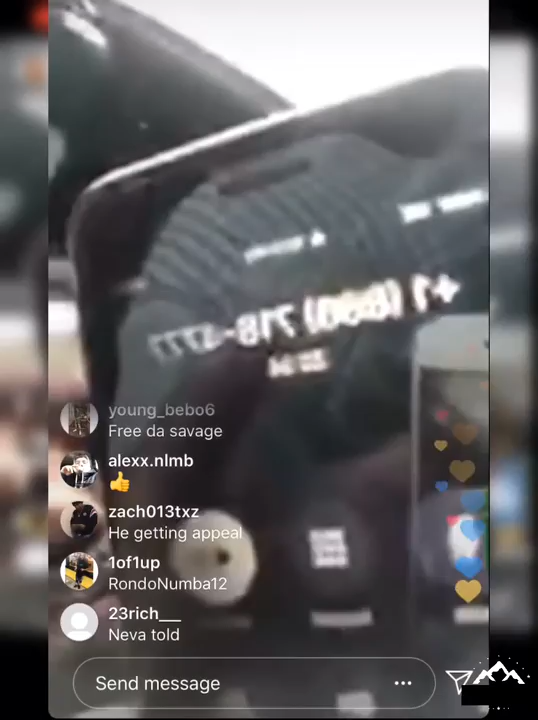 young_bebo6
Free da savage
alexx.nlmb
👍
zach013txz
He getting appeal
1of1up
RondoNumba12
23rich___
Neva told
Send message